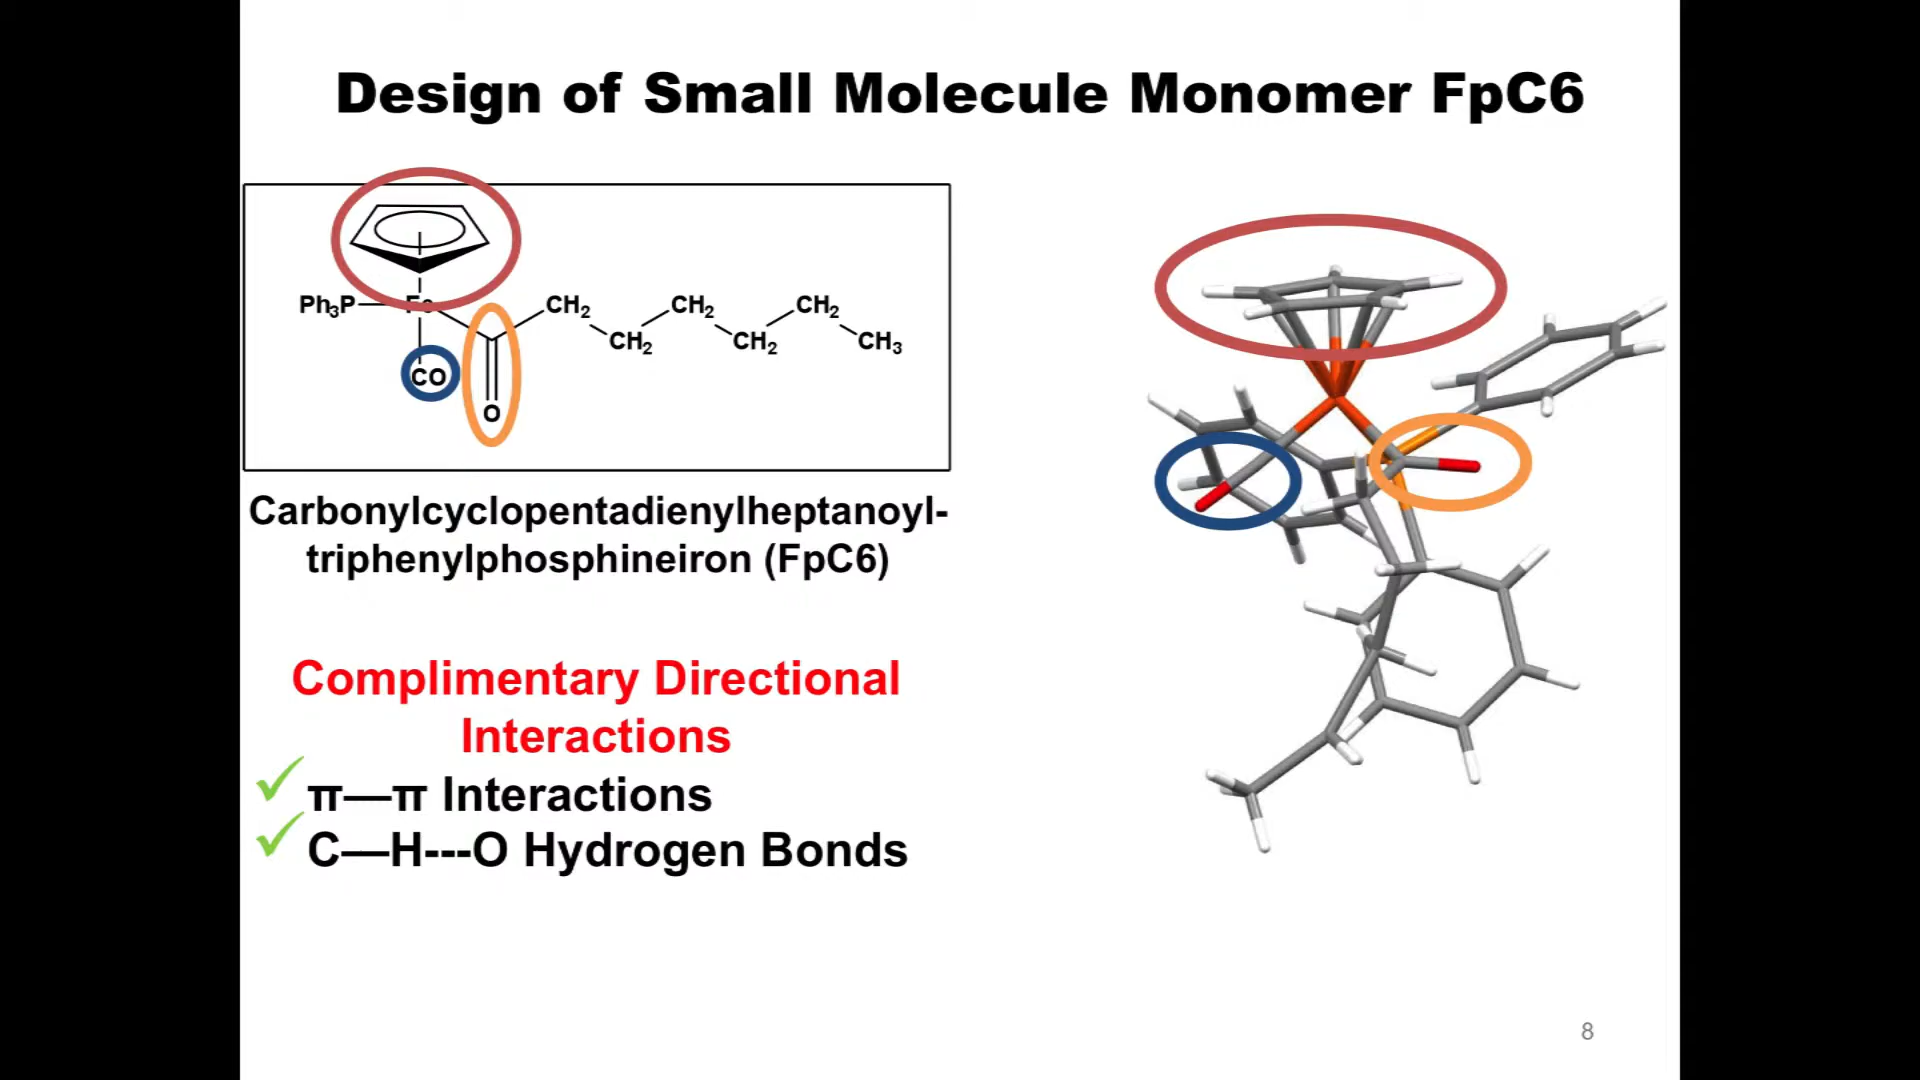 Design of Small Molecule Monomer FpC6
Ph3P Fe CH2 CH2 CH2
CH2 CH2 CH3
CO
O
Carbonylcyclopentadienylheptanoyl-
triphenylphosphineiron (FpC6)
Complimentary Directional
Interactions
π—π Interactions
C—H---O Hydrogen Bonds
8